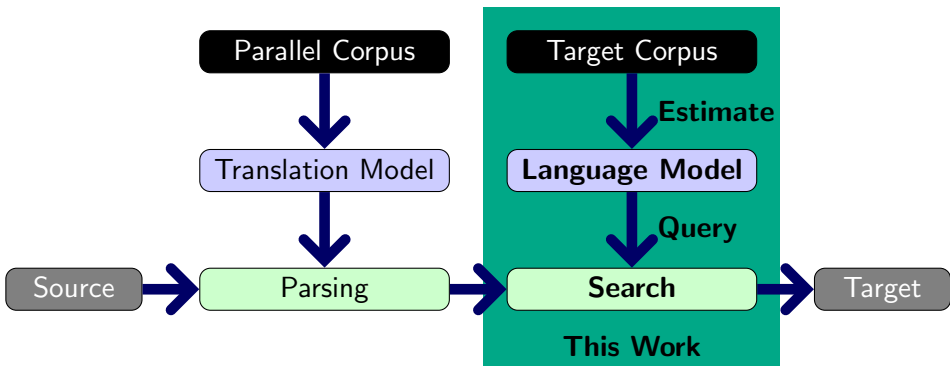 Parallel Corpus
Target Corpus
Estimate
Translation Model
Language Model
Query
Source
Parsing
Search
Target
This Work